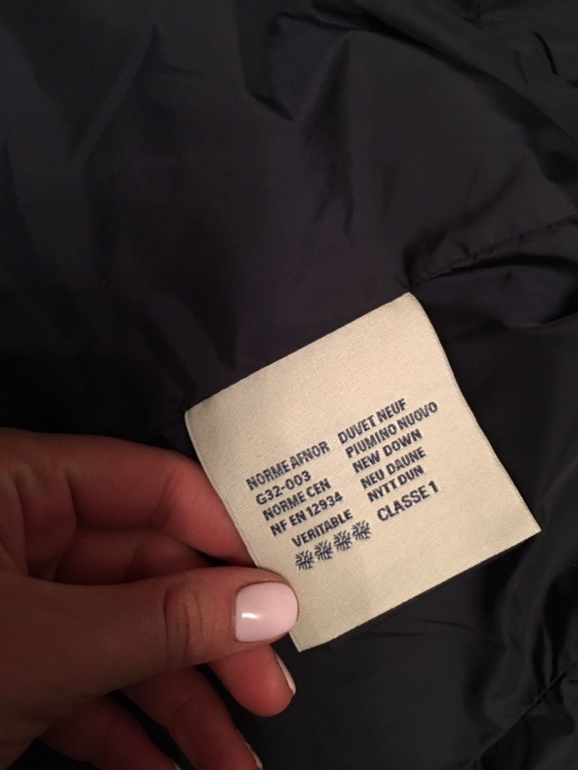 NORME AFNOR
G32-003
NORME CEN
NF EN 12934
DUVET NEUF
PIUMINO NUOVO
NEW DOWN
NEU DAUNE
NYTT DUN
VERITABLE
CLASSE 1